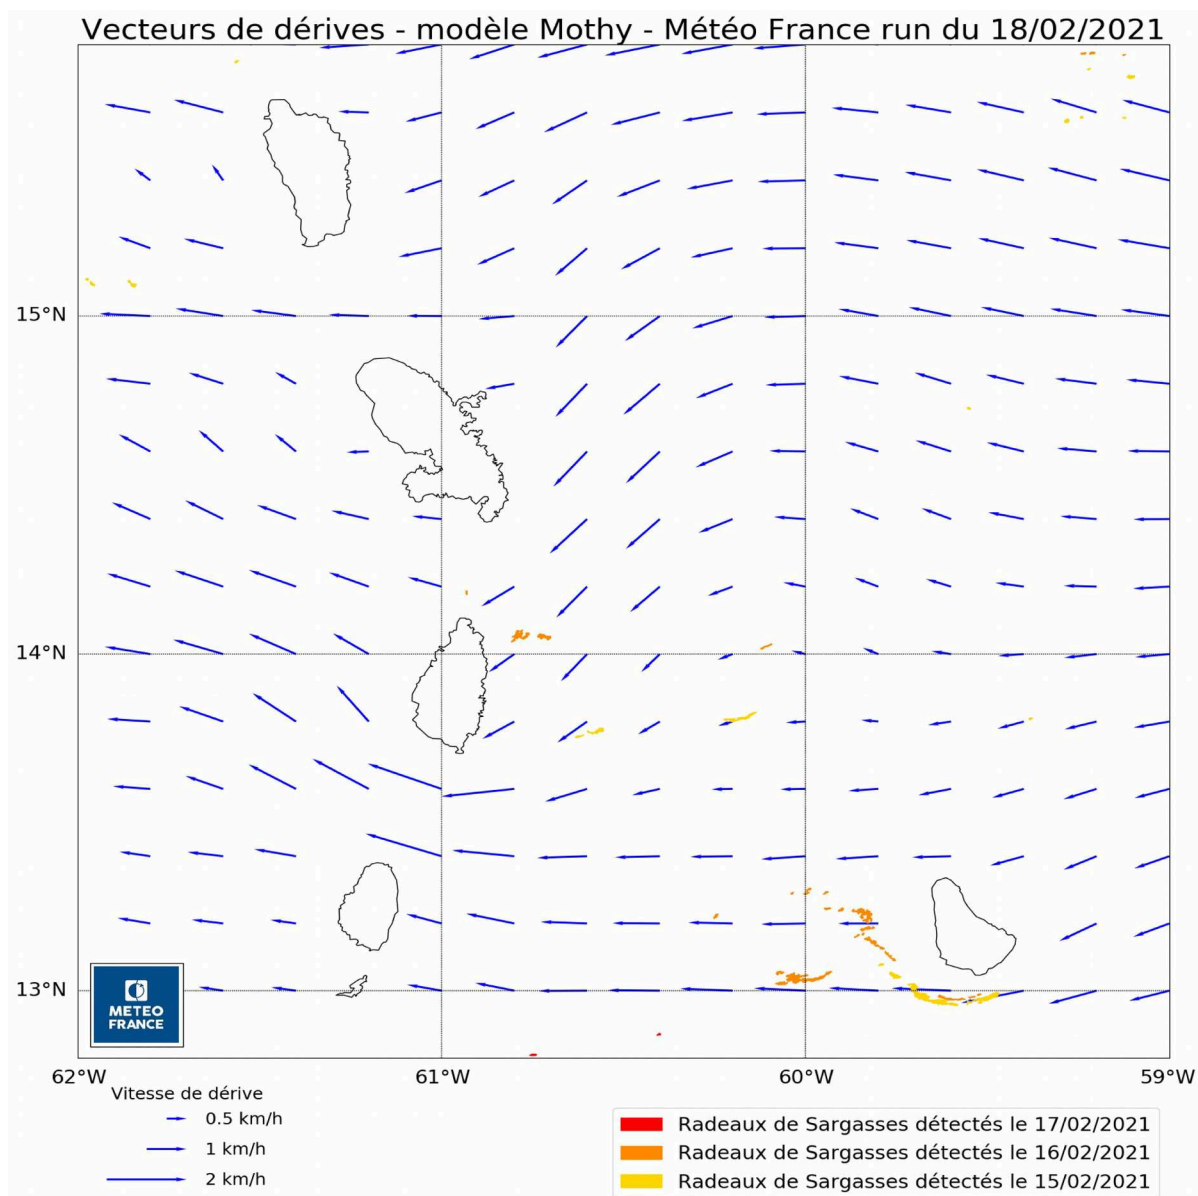 Vecteurs de dérives - modèle Mothy - Météo France run du 18/02/2021
15°N
14°N
13°N
METEO
FRANCE
62°W
61°W
60°W
59°W
Vitesse de dérive
0.5 km/h
1 km/h
2 km/h
Radeaux de Sargasses détectés le 17/02/2021
Radeaux de Sargasses détectés le 16/02/2021
Radeaux de Sargasses détectés le 15/02/2021